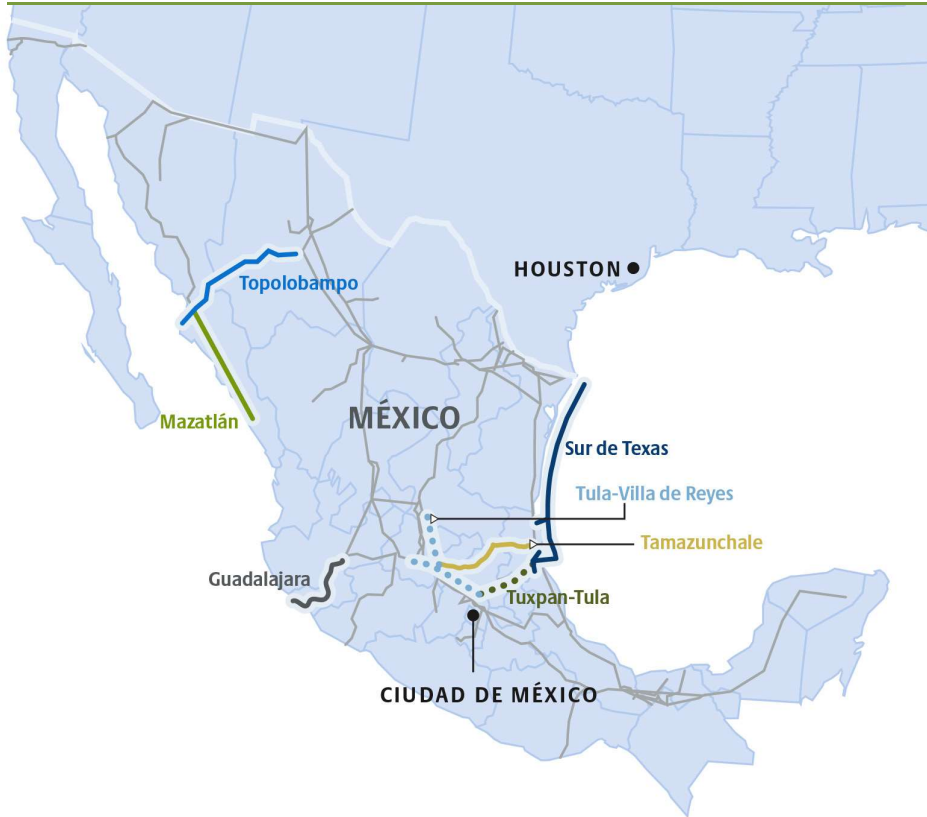 HOUSTON
Topolobampo
MÉXICO
Mazatlán
Sur de Texas
Tula-Villa de Reyes
Tamazunchale
Guadalajara
Tuxpan-Tula
CIUDAD DE MÉXICO